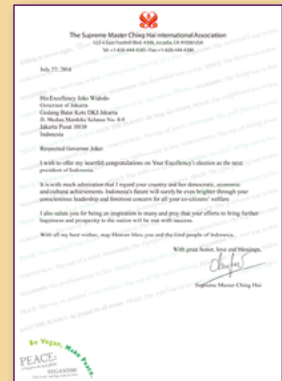 The Supreme Master Ching Hai International Association
July 22, 2014
His Excellency Joko Widodo
Governor of Jakarta
Gedung Balai Kota DKI Jakarta
Jl. Medan Merdeka Selatan No. 8-9
Jakarta Pusat 10110
Indonesia
Respected Governor Joko:
I wish to offer my heartfelt congratulations on Your Excellency's election as the next
president of Indonesia.
It is with much admiration that I regard your country and her democratic, economic
and cultural achievements. Indonesia's future will surely be even brighter through your
conscientious leadership and foremost concern for all your co-citizens' welfare.
I also salute you for being an inspiration to many and pray that your efforts to bring further
happiness and prosperity to the nation will be met with success.
With all my best wishes, may Heaven bless you and the kind people of Indonesia.
With great honor, love and blessings,
Supreme Master Ching Hai
Be Vegan, Make Peace.
PEACE:
VEGANISM